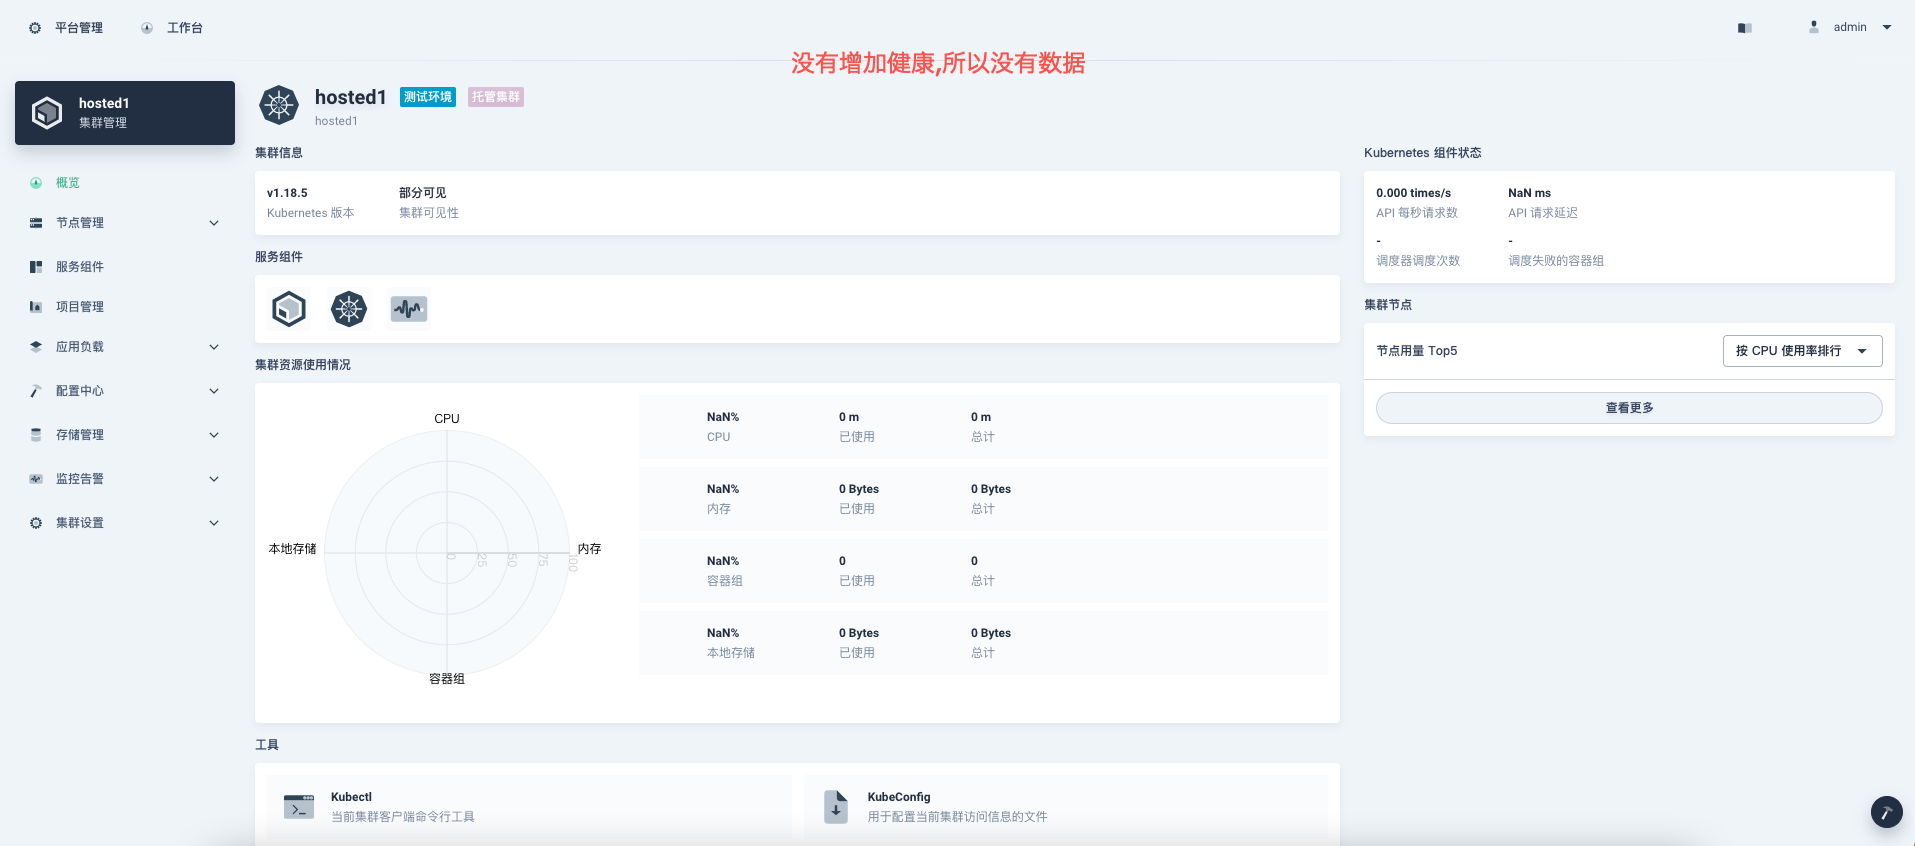 平台管理
工作台
admin
没有增加健康,所以没有数据
hosted1
集群管理
概览
节点管理
服务组件
项目管理
应用负载
配置中心
存储管理
监控告警
集群设置
hosted1 测试环境 托管集群
hosted1
集群信息
v1.18.5 部分可见
Kubernetes 版本 集群可见性
服务组件
集群资源使用情况
CPU
本地存储
内存
容器组
0 25 50 75 100
NaN% 0 m 0 m
CPU 已使用 总计
NaN% 0 Bytes 0 Bytes
内存 已使用 总计
NaN% 0 0
容器组 已使用 总计
NaN% 0 Bytes 0 Bytes
本地存储 已使用 总计
工具
Kubectl
当前集群客户端命令行工具
KubeConfig
用于配置当前集群访问信息的文件
Kubernetes 组件状态
0.000 times/s NaN ms
API 每秒请求数 API 请求延迟
- -
调度器调度次数 调度失败的容器组
集群节点
节点用量 Top5 按 CPU 使用率排行
查看更多